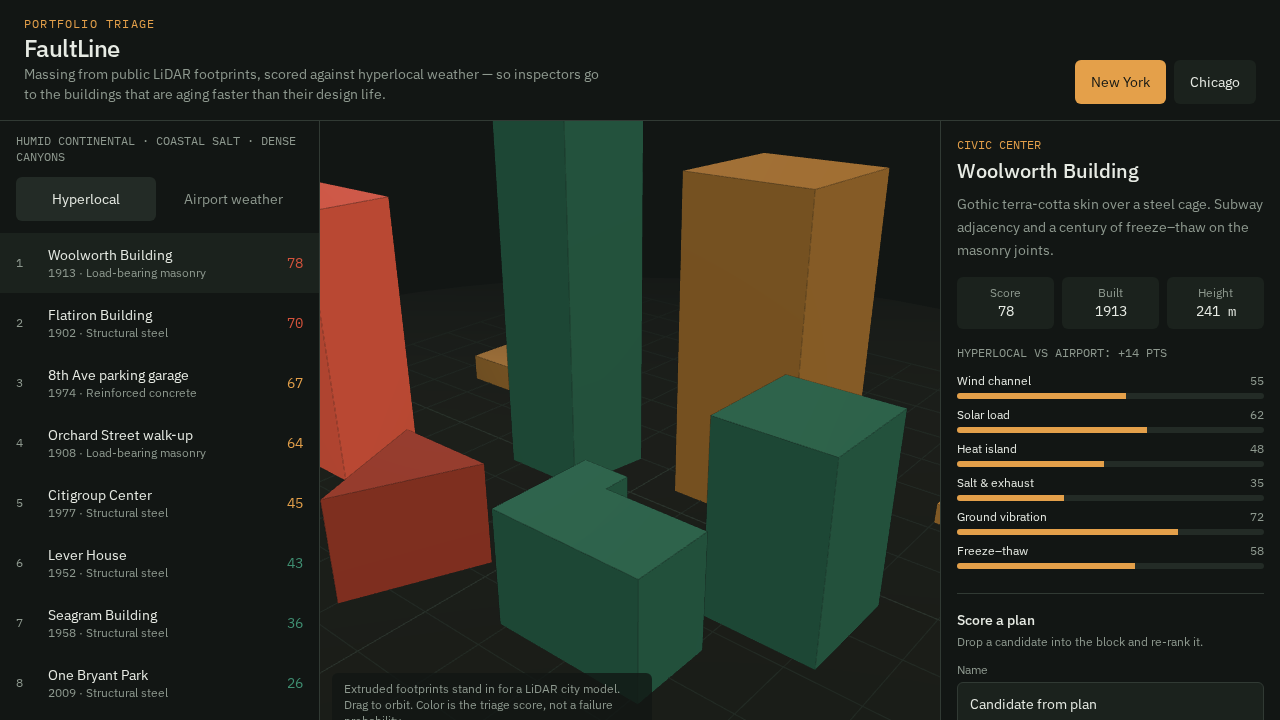 PORTFOLIO TRIAGE
FaultLine
Massing from public LiDAR footprints, scored against hyperlocal weather — so inspectors go
to the buildings that are aging faster than their design life.
New York
Chicago
HUMID CONTINENTAL · COASTAL SALT · DENSE
CANYONS
Hyperlocal
Airport weather
1
Woolworth Building
1913 · Load-bearing masonry
78
2
Flatiron Building
1902 · Structural steel
70
3
8th Ave parking garage
1974 · Reinforced concrete
67
4
Orchard Street walk-up
1908 · Load-bearing masonry
64
5
Citigroup Center
1977 · Structural steel
45
6
Lever House
1952 · Structural steel
43
7
Seagram Building
1958 · Structural steel
36
8
One Bryant Park
2009 · Structural steel
26
Extruded footprints stand in for a LiDAR city model.
Drag to orbit. Color is the triage score, not a failure
probability.
CIVIC CENTER
Woolworth Building
Gothic terra-cotta skin over a steel cage. Subway
adjacency and a century of freeze–thaw on the
masonry joints.
Score
78
Built
1913
Height
241 m
HYPERLOCAL VS AIRPORT: +14 PTS
Wind channel 55
Solar load 62
Heat island 48
Salt & exhaust 35
Ground vibration 72
Freeze–thaw 58
Score a plan
Drop a candidate into the block and re-rank it.
Name
Candidate from plan